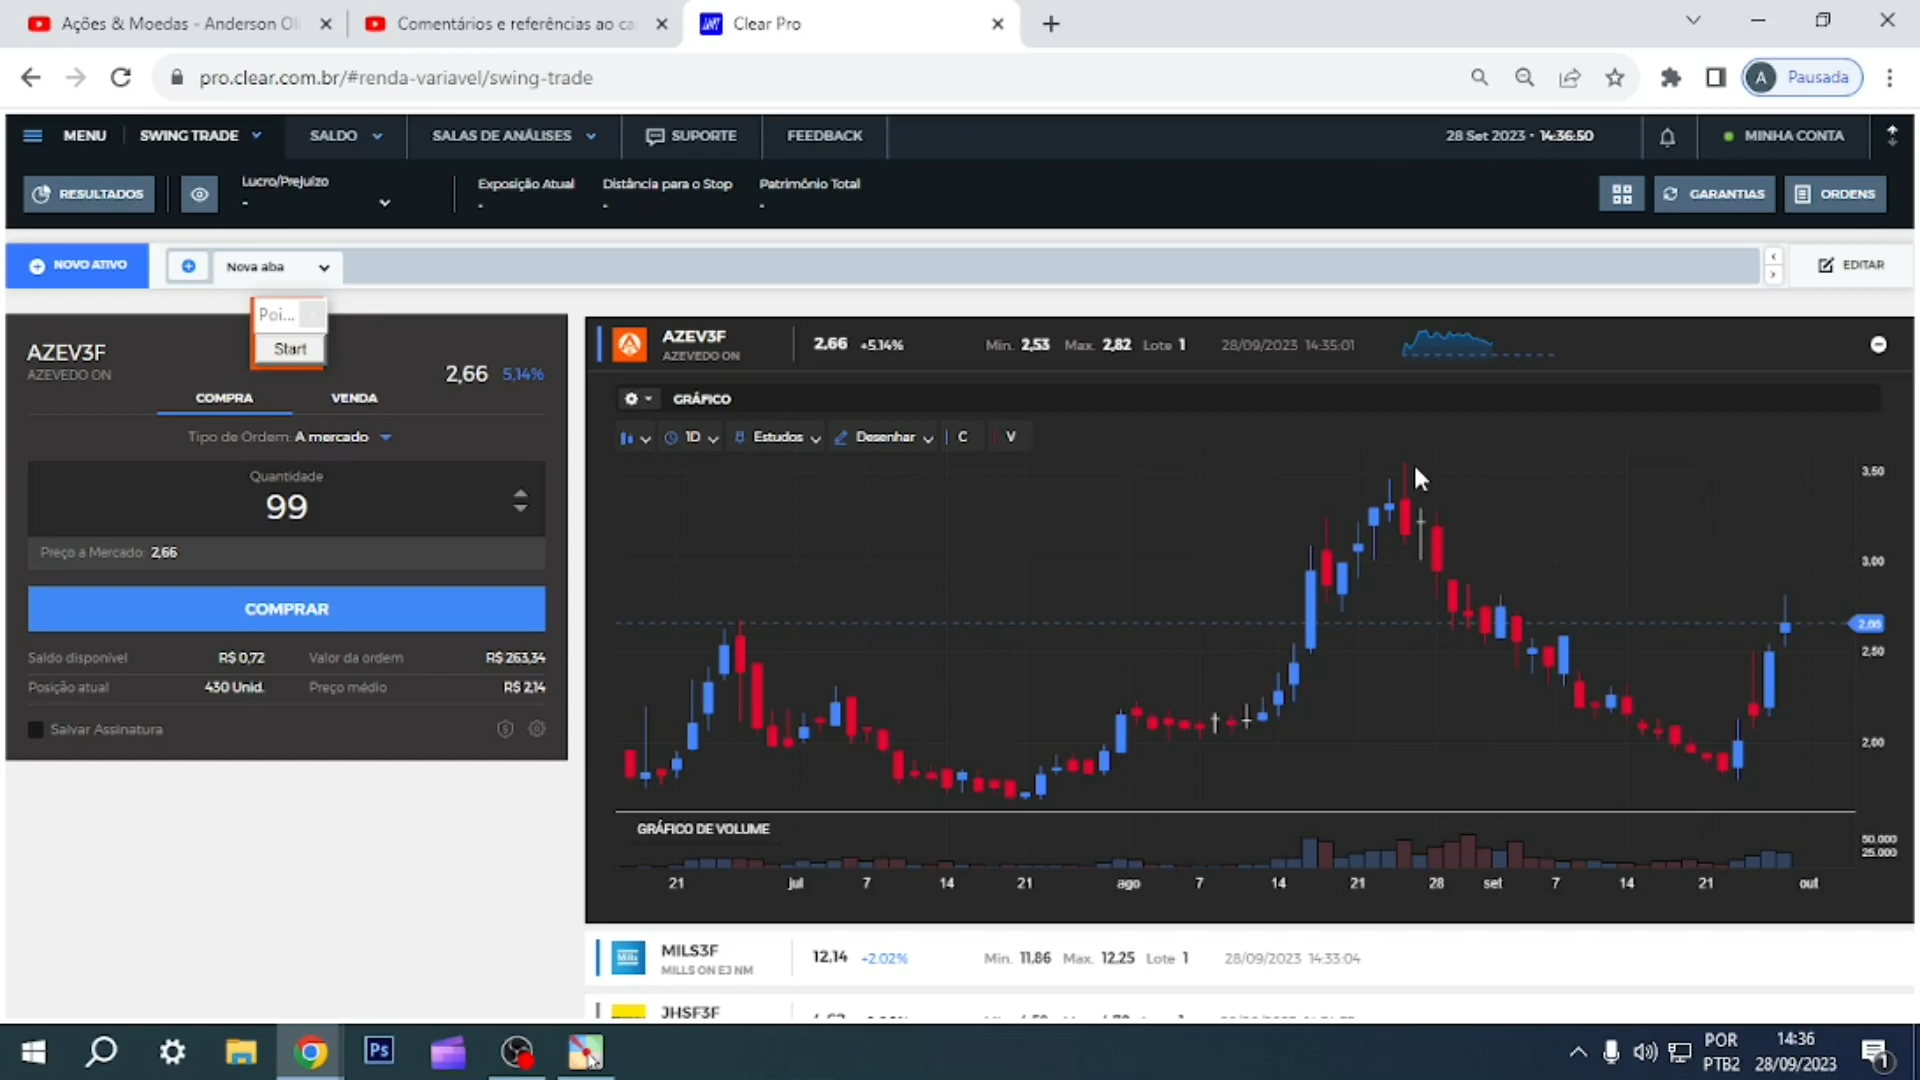 Ações & Moedas - Anderson Oli
Comentários e referências ao ca
Clear Pro
pro.clear.com.br/#renda-variavel/swing-trade
A Pausada
MENU
SWING TRADE
SALDO
SALAS DE ANÁLISES
SUPORTE
FEEDBACK
28 Set 2023 • 14:36:50
MINHA CONTA
RESULTADOS
Lucro/Prejuízo
-
Exposição Atual
-
Distância para o Stop
-
Patrimônio Total
-
GARANTIAS
ORDENS
NOVO ATIVO
Nova aba
EDITAR
Poi...
Start
AZEV3F
AZEVEDO ON
2,66 5,14%
COMPRA
VENDA
Tipo de Ordem: A mercado
Quantidade
99
Preço a Mercado: 2,66
COMPRAR
Saldo disponível R$ 0,72 Valor da ordem R$ 263,34
Posição atual 430 Unid. Preço médio R$ 2,14
Salvar Assinatura
AZEV3F
AZEVEDO ON
2,66 +5.14%
Min. 2,53 Max. 2,82 Lote 1
28/09/2023 14:35:01
GRÁFICO
1D
Estudos
Desenhar
C
V
3,50
3,00
2,66
2,50
2,00
GRÁFICO DE VOLUME
50.000
25.000
21 jul 7 14 21 ago 7 14 21 28 set 7 14 21 out
MILS3F
MILLS ON EJ NM
12,14 +2.02%
Min. 11,86 Max. 12,25 Lote 1
28/09/2023 14:33:04
JHSF3F
Ps
POR
PTB2
14:36
28/09/2023
1